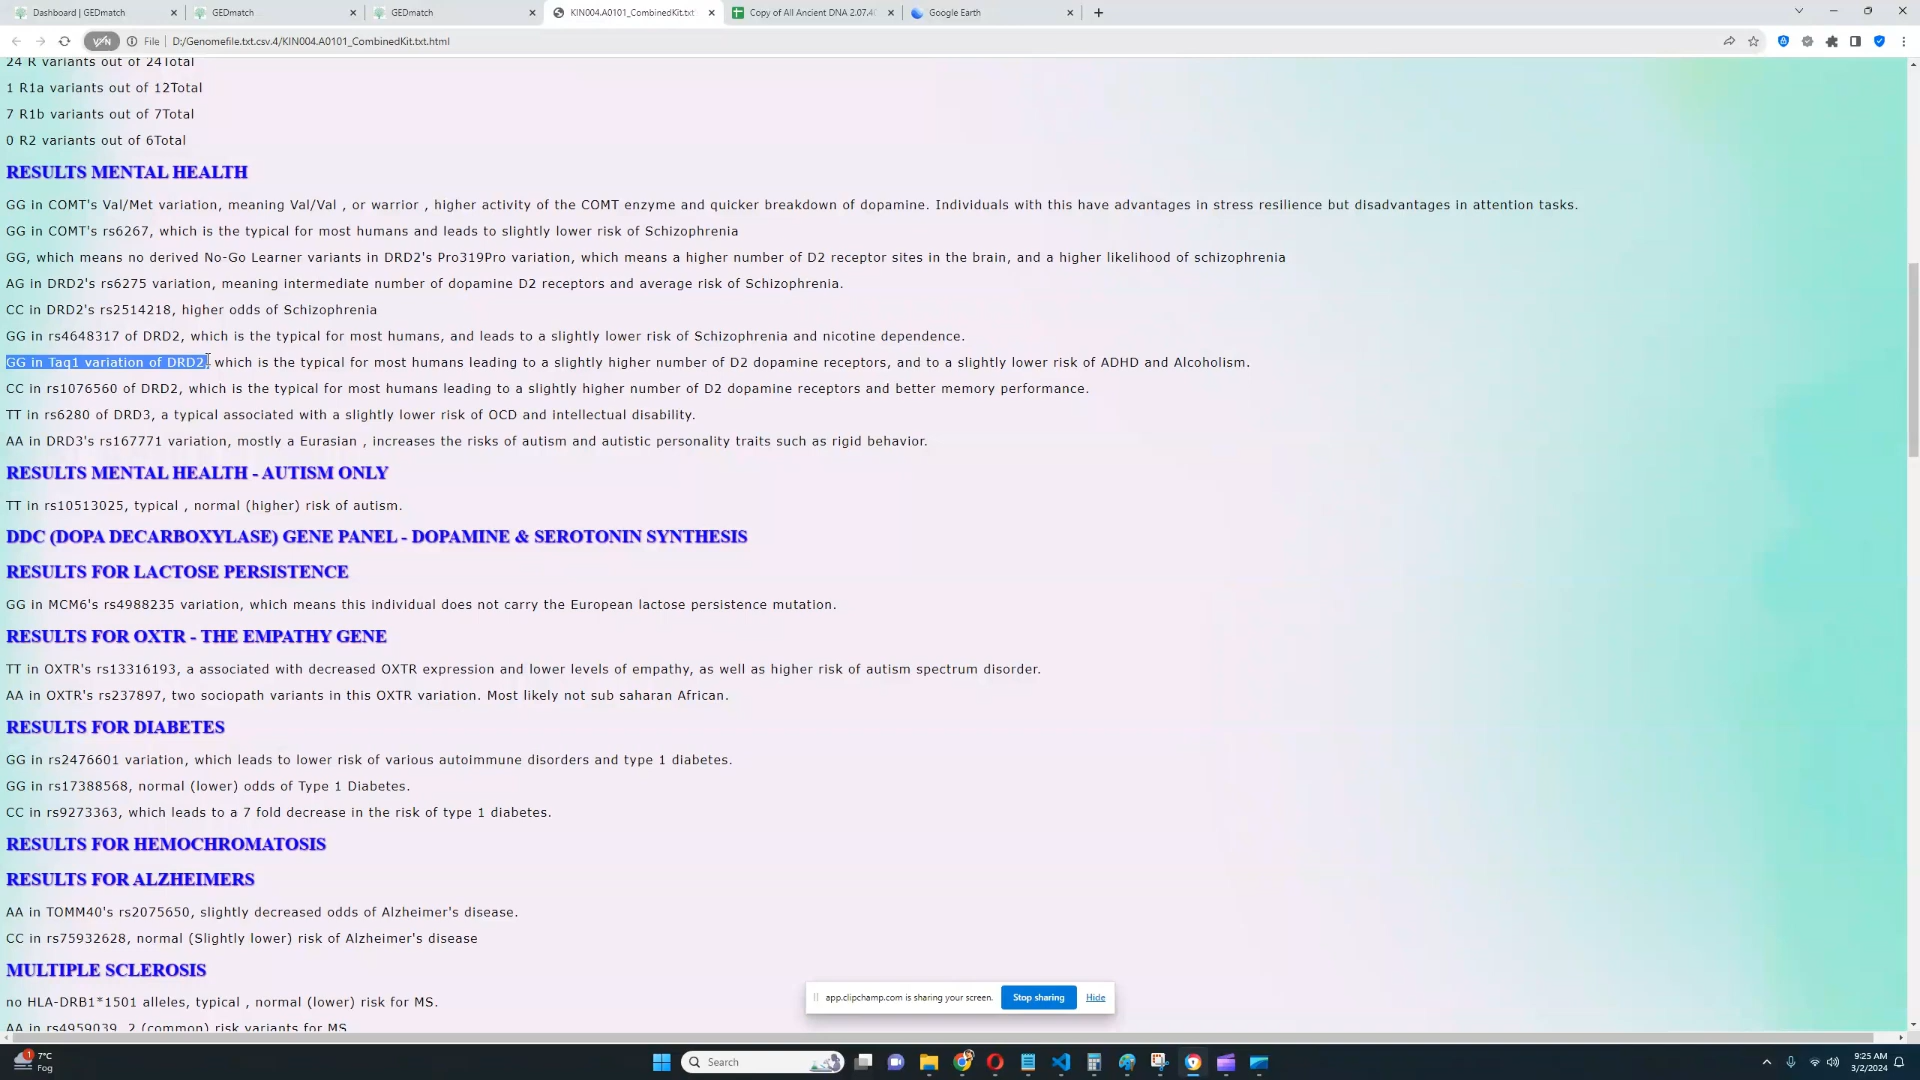 Dashboard | GEDmatch
GEDmatch
GEDmatch
KIN004.A0101_CombinedKit.txt
Copy of All Ancient DNA 2.07.4
Google Earth
File
D:/Genomefile.txt.csv.4/KIN004.A0101_CombinedKit.txt.html
24 R variants out of 24Total
1 R1a variants out of 12Total
7 R1b variants out of 7Total
0 R2 variants out of 6Total
RESULTS MENTAL HEALTH
GG in COMT's Val/Met variation, meaning Val/Val , or warrior , higher activity of the COMT enzyme and quicker breakdown of dopamine. Individuals with this have advantages in stress resilience but disadvantages in attention tasks.
GG in COMT's rs6267, which is the typical for most humans and leads to slightly lower risk of Schizophrenia
GG, which means no derived No-Go Learner variants in DRD2's Pro319Pro variation, which means a higher number of D2 receptor sites in the brain, and a higher likelihood of schizophrenia
AG in DRD2's rs6275 variation, meaning intermediate number of dopamine D2 receptors and average risk of Schizophrenia.
CC in DRD2's rs2514218, higher odds of Schizophrenia
GG in rs4648317 of DRD2, which is the typical for most humans, and leads to a slightly lower risk of Schizophrenia and nicotine dependence.
GG in Taq1 variation of DRD2, which is the typical for most humans leading to a slightly higher number of D2 dopamine receptors, and to a slightly lower risk of ADHD and Alcoholism.
CC in rs1076560 of DRD2, which is the typical for most humans leading to a slightly higher number of D2 dopamine receptors and better memory performance.
TT in rs6280 of DRD3, a typical associated with a slightly lower risk of OCD and intellectual disability.
AA in DRD3's rs167771 variation, mostly a Eurasian , increases the risks of autism and autistic personality traits such as rigid behavior.
RESULTS MENTAL HEALTH - AUTISM ONLY
TT in rs10513025, typical , normal (higher) risk of autism.
DDC (DOPA DECARBOXYLASE) GENE PANEL - DOPAMINE & SEROTONIN SYNTHESIS
RESULTS FOR LACTOSE PERSISTENCE
GG in MCM6's rs4988235 variation, which means this individual does not carry the European lactose persistence mutation.
RESULTS FOR OXTR - THE EMPATHY GENE
TT in OXTR's rs13316193, a associated with decreased OXTR expression and lower levels of empathy, as well as higher risk of autism spectrum disorder.
AA in OXTR's rs237897, two sociopath variants in this OXTR variation. Most likely not sub saharan African.
RESULTS FOR DIABETES
GG in rs2476601 variation, which leads to lower risk of various autoimmune disorders and type 1 diabetes.
GG in rs17388568, normal (lower) odds of Type 1 Diabetes.
CC in rs9273363, which leads to a 7 fold decrease in the risk of type 1 diabetes.
RESULTS FOR HEMOCHROMATOSIS
RESULTS FOR ALZHEIMERS
AA in TOMM40's rs2075650, slightly decreased odds of Alzheimer's disease.
CC in rs75932628, normal (Slightly lower) risk of Alzheimer's disease
MULTIPLE SCLEROSIS
no HLA-DRB1*1501 alleles, typical , normal (lower) risk for MS.
AA in rs4959039, 2 (common) risk variants for MS
app.clipchamp.com is sharing your screen.
Stop sharing
Hide
1
7°C
Fog
Search
9:25 AM
3/2/2024